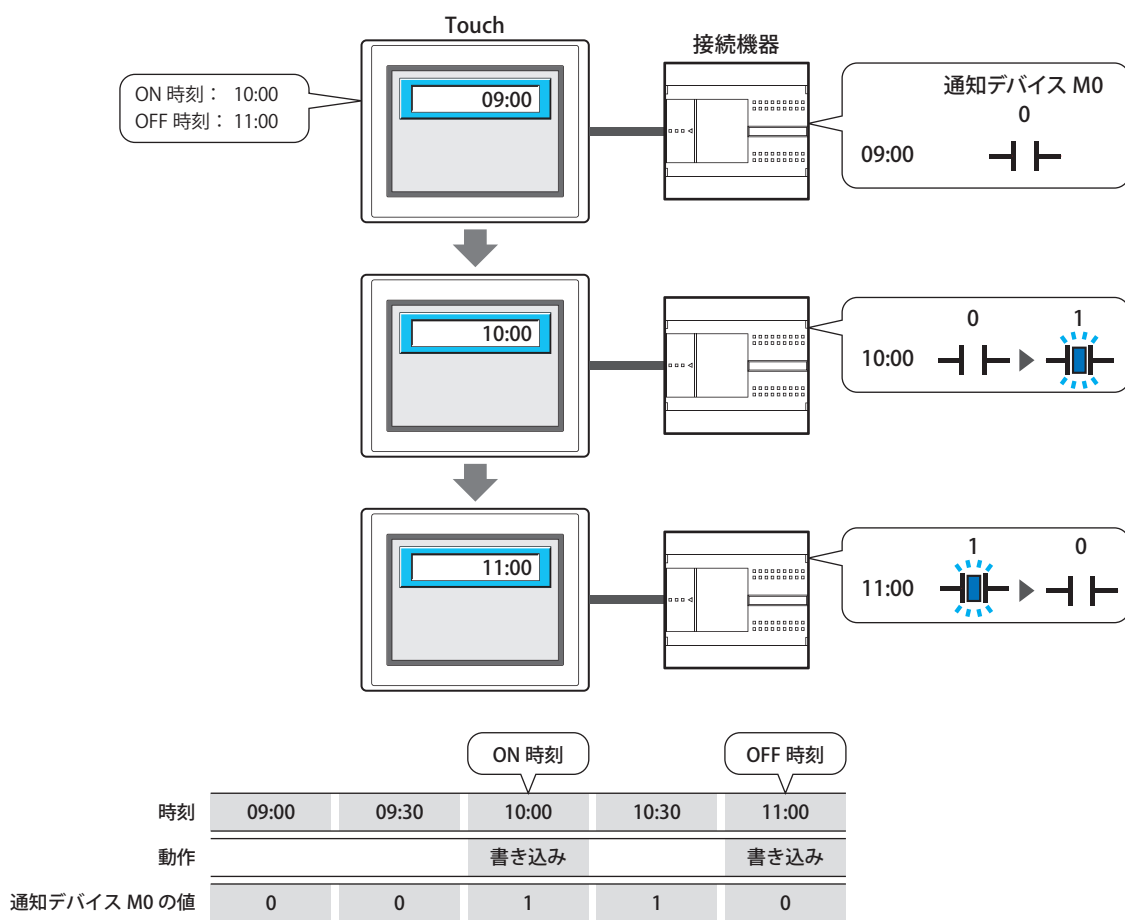 Touch
接続機器
ON 時刻： 10:00
OFF 時刻： 11:00
09:00
通知デバイス M0
0
09:00
10:00
0 1
10:00
11:00
1 0
11:00
ON 時刻 OFF 時刻
時刻 09:00 09:30 10:00 10:30 11:00
動作 書き込み 書き込み
通知デバイス M0 の値 0 0 1 1 0